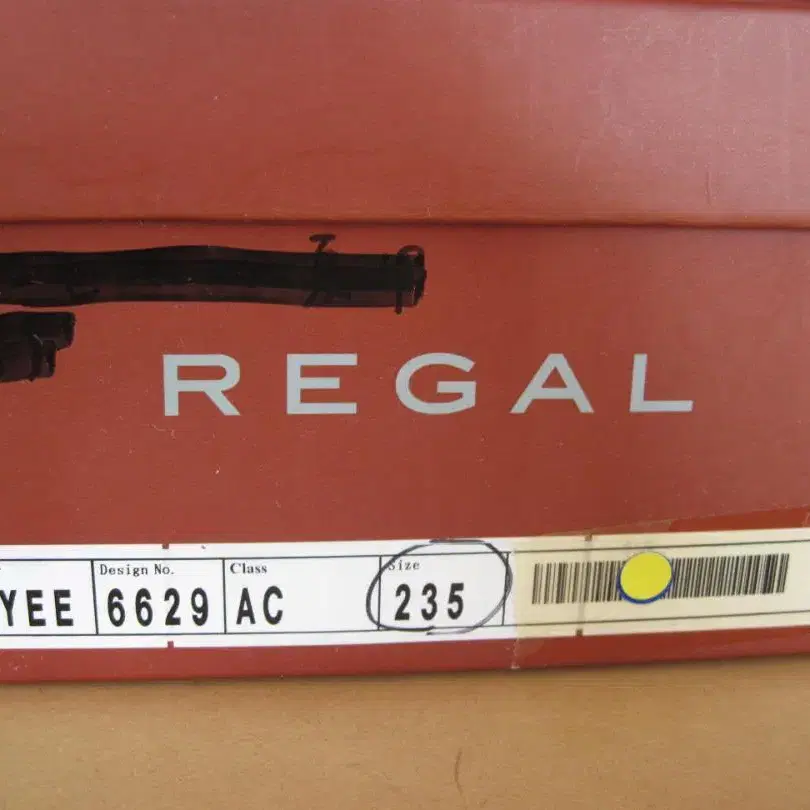 REGAL
Design No. Class Size
YEE 6629 AC 235